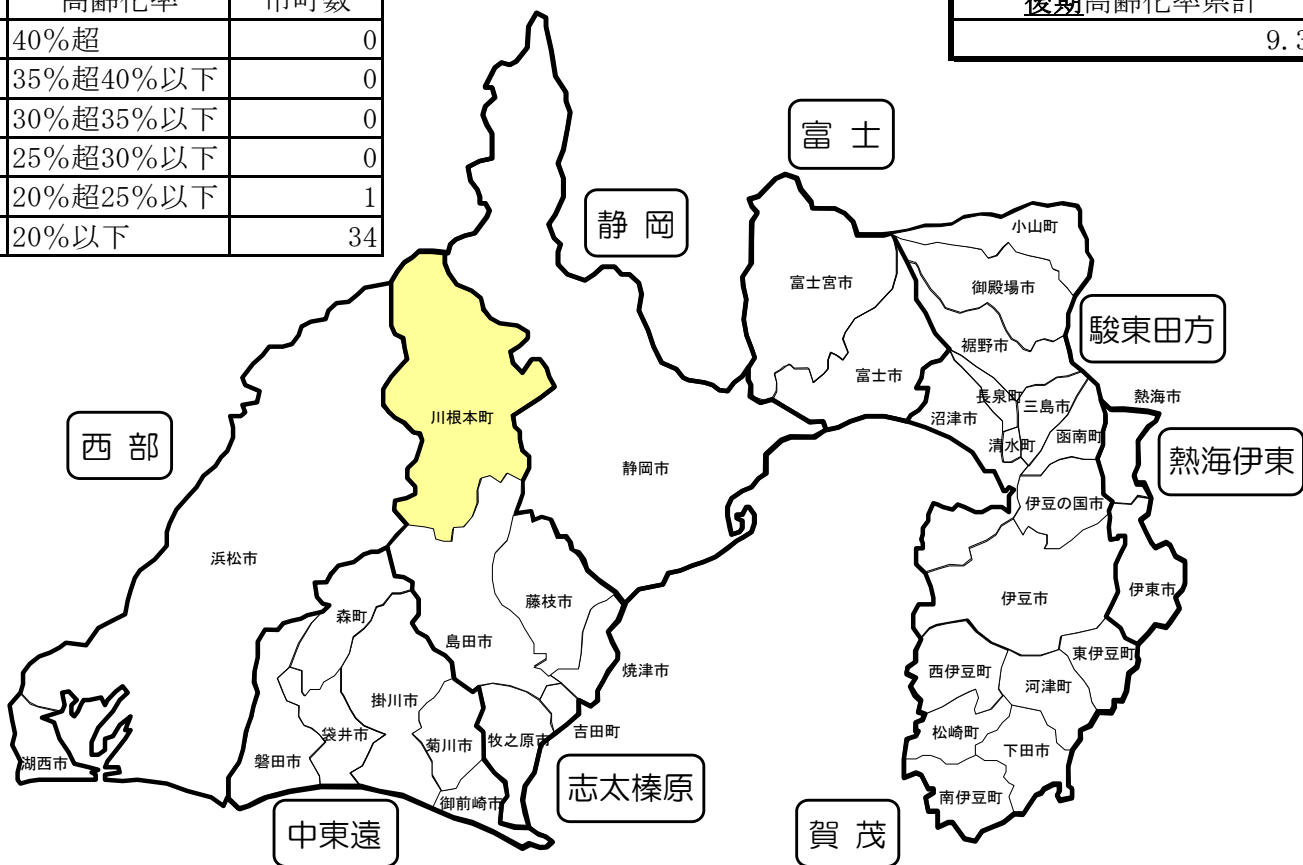 高齢化率 市町数
40%超 0
35%超40%以下 0
30%超35%以下 0
25%超30%以下 0
20%超25%以下 1
20%以下 34
後期高齢化率県計
9.3
富 士
静 岡
小山町
富士宮市
御殿場市
駿東田方
裾野市
富士市
長泉町
三島市
熱海市
沼津市
川根本町
西 部
清水町
函南町
熱海伊東
静岡市
伊豆の国市
浜松市
伊豆市
伊東市
藤枝市
森町
島田市
東伊豆町
西伊豆町
焼津市
河津町
掛川市
松崎町
吉田町
袋井市
菊川市
牧之原市
下田市
磐田市
湖西市
志太榛原
南伊豆町
御前崎市
中東遠
賀 茂